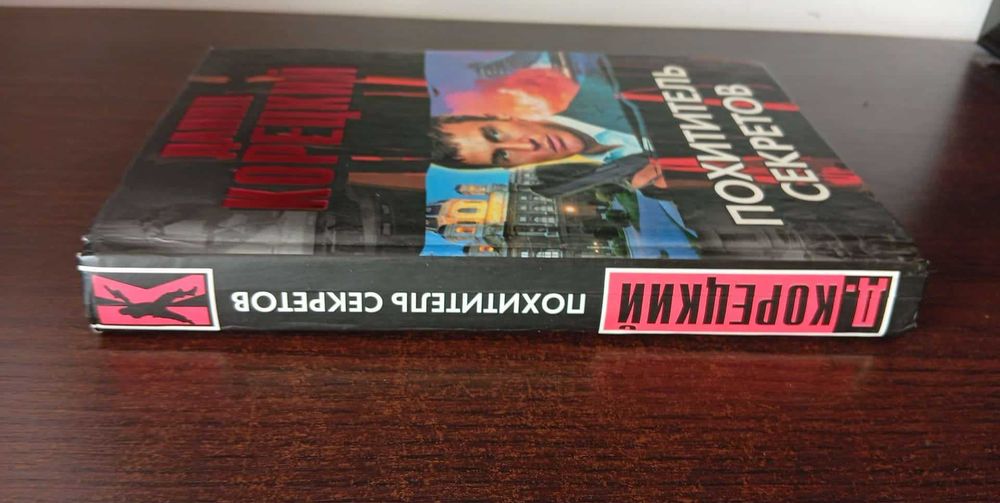 ДАНИЛ
КОРЕЦКИЙ
ПОХИТИТЕЛЬ
СЕКРЕТОВ
Д. КОРЕЦКИЙ
ПОХИТИТЕЛЬ СЕКРЕТОВ